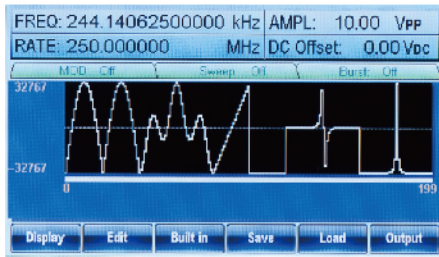 FREQ: 244.14062500000 kHz AMPL: 10.00 VPP
RATE: 250.000000 MHz DC Offset: 0.00 VDC
MOD Off Sweep Off Burst Off
32767
-32767
0 199
Display Edit Built in Save Load Output